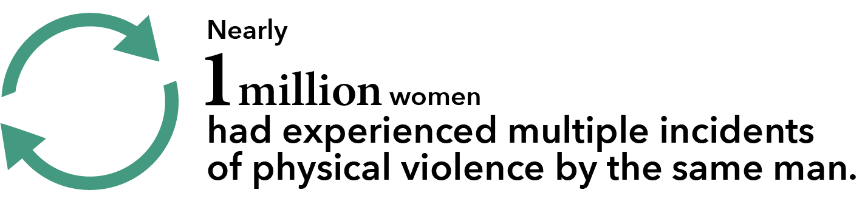 Nearly
1 million women
had experienced multiple incidents
of physical violence by the same man.